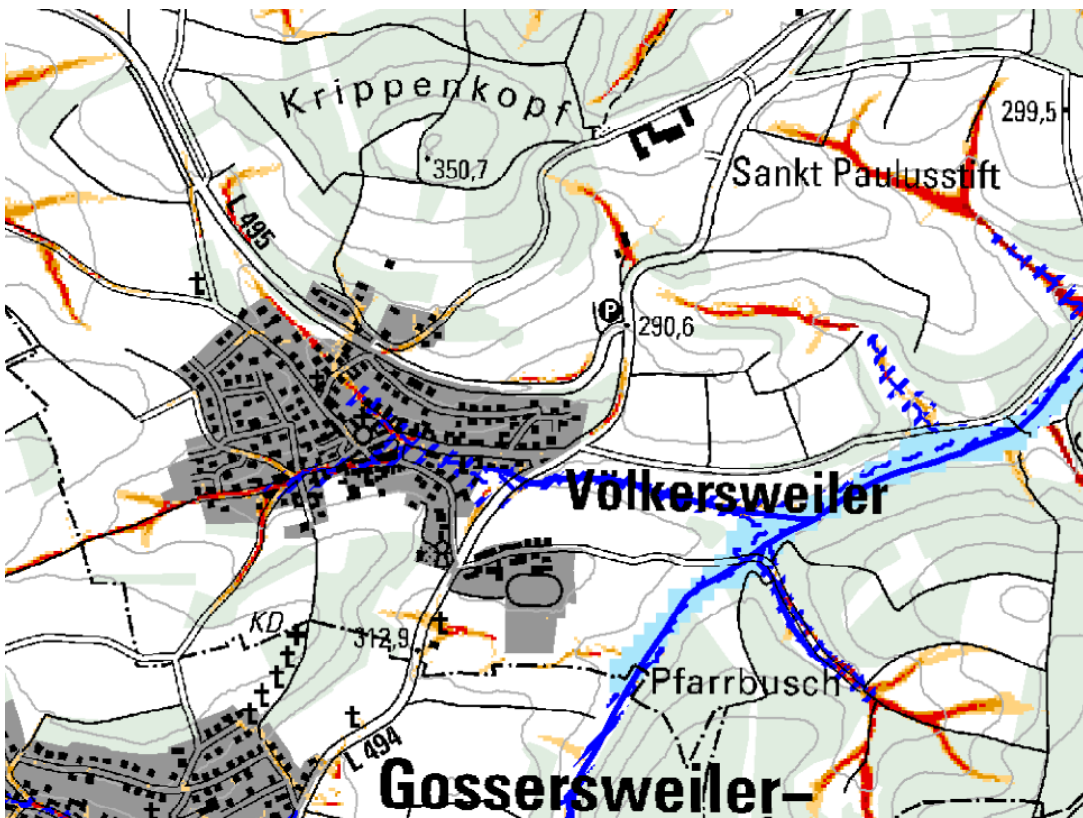 Krippenkopf
350,7
299,5
Sankt Paulusstift
L 495
P
290,6
Völkersweiler
KD
312,9
Pfarrbusch
L 494
Gossersweiler–